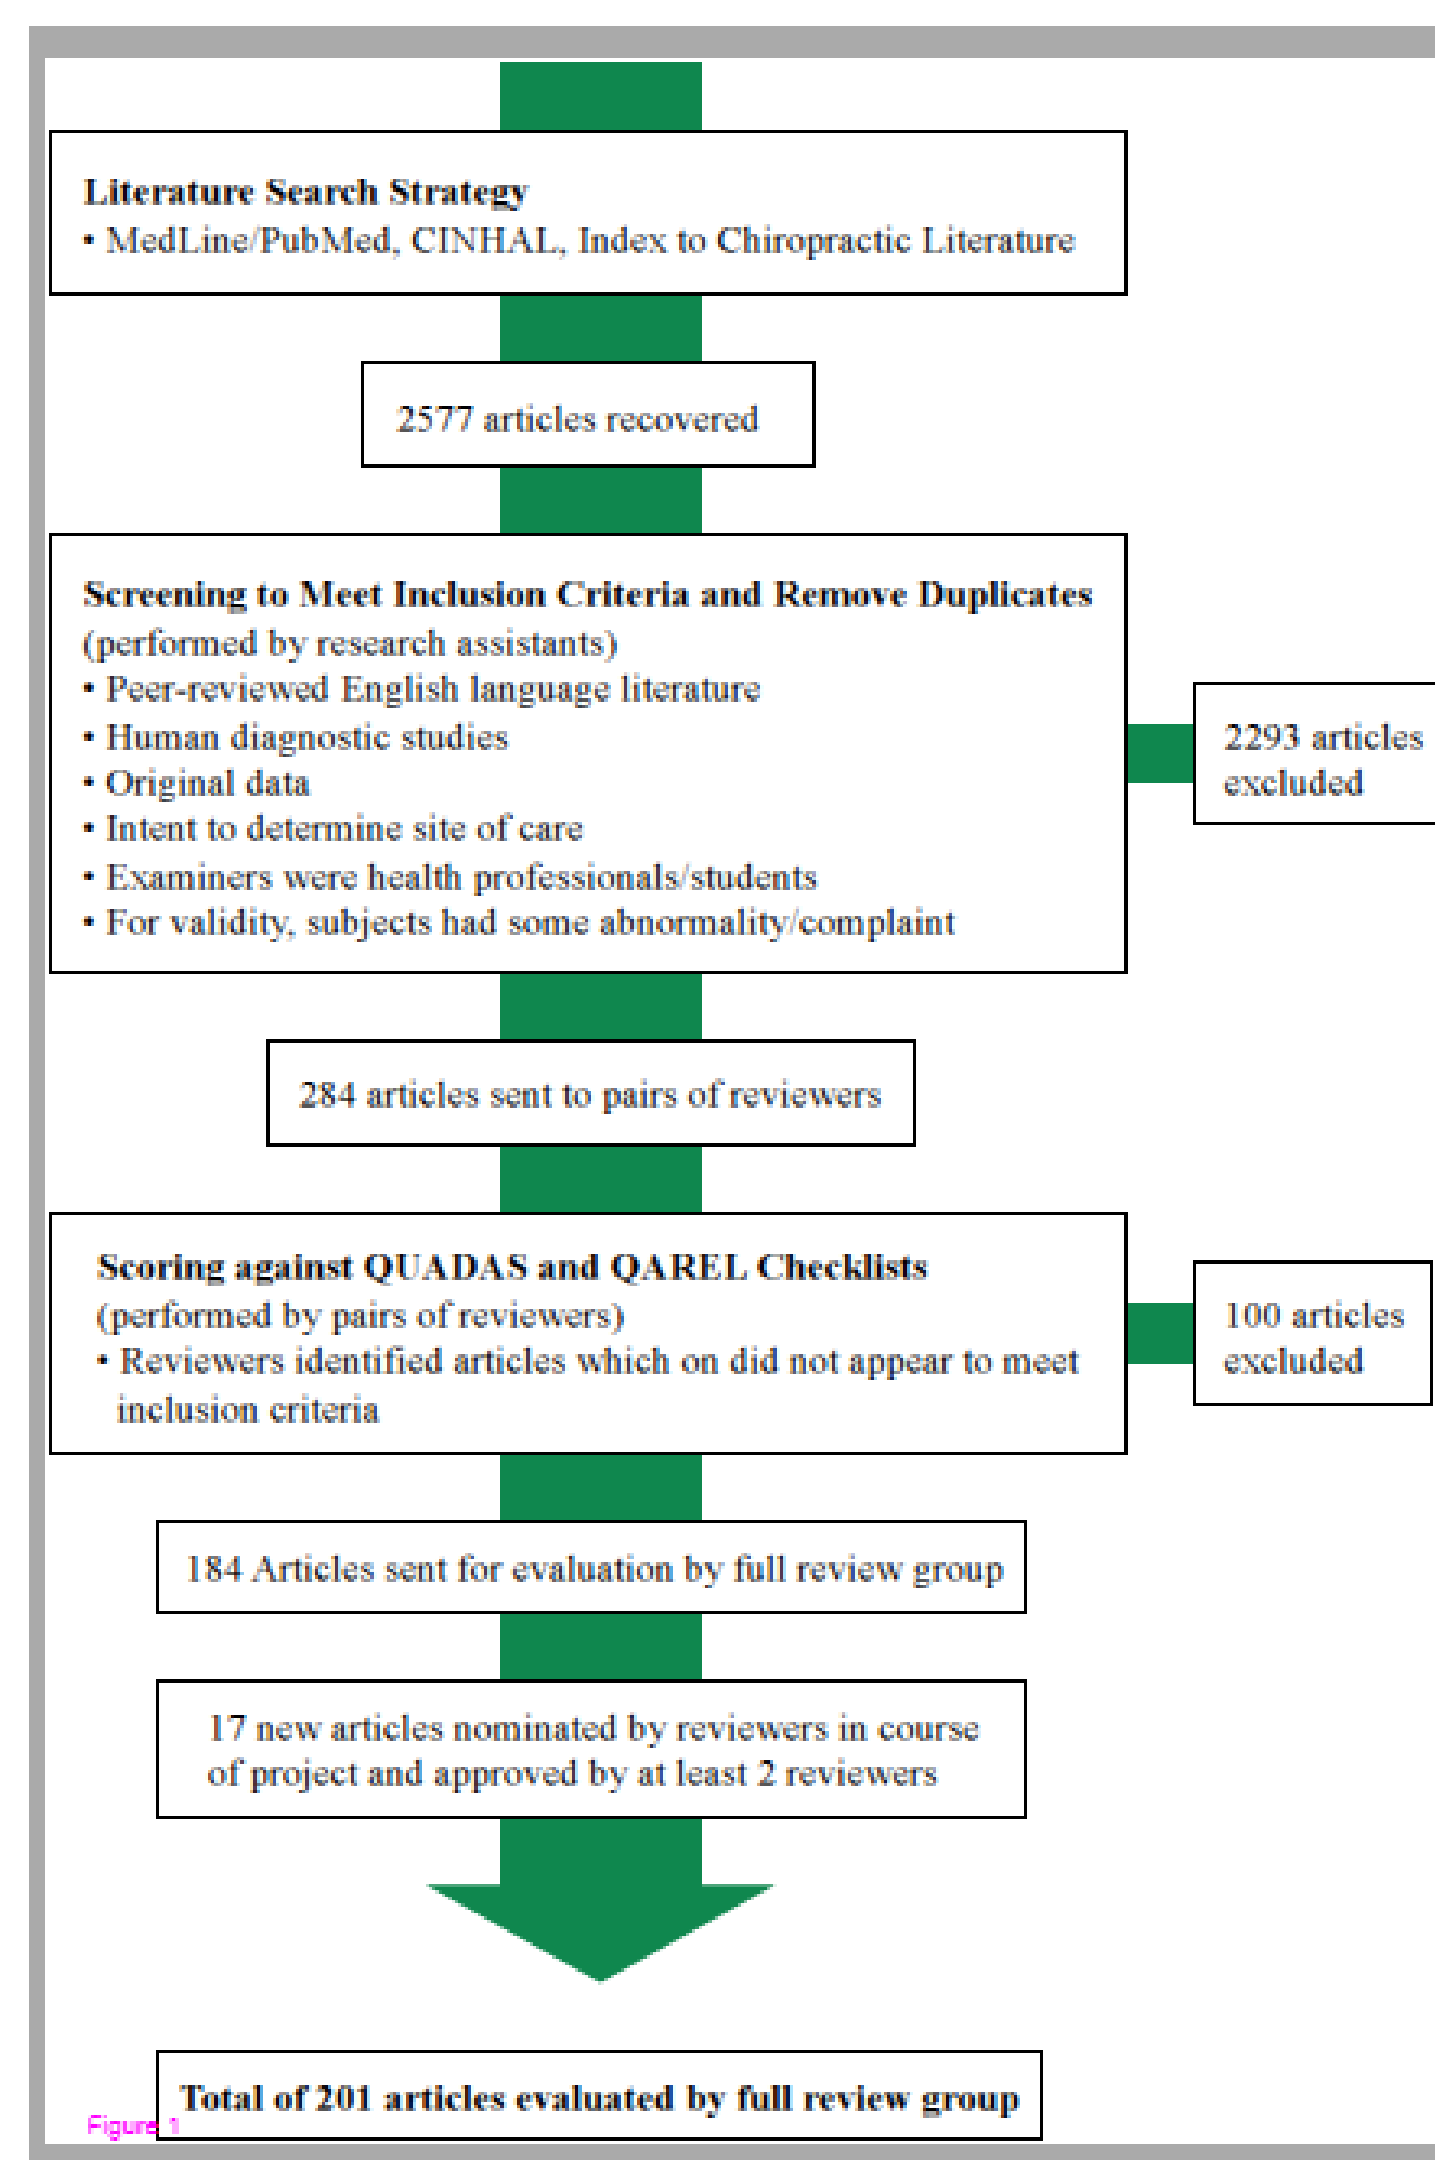 Literature Search Strategy
• MedLine/PubMed, CINHAL, Index to Chiropractic Literature
2577 articles recovered
Screening to Meet Inclusion Criteria and Remove Duplicates
(performed by research assistants)
• Peer-reviewed English language literature
• Human diagnostic studies
• Original data
• Intent to determine site of care
• Examiners were health professionals/students
• For validity, subjects had some abnormality/complaint
2293 articles
excluded
284 articles sent to pairs of reviewers
Scoring against QUADAS and QAREL Checklists
(performed by pairs of reviewers)
• Reviewers identified articles which on did not appear to meet
inclusion criteria
100 articles
excluded
184 Articles sent for evaluation by full review group
17 new articles nominated by reviewers in course
of project and approved by at least 2 reviewers
Total of 201 articles evaluated by full review group
Figure 1